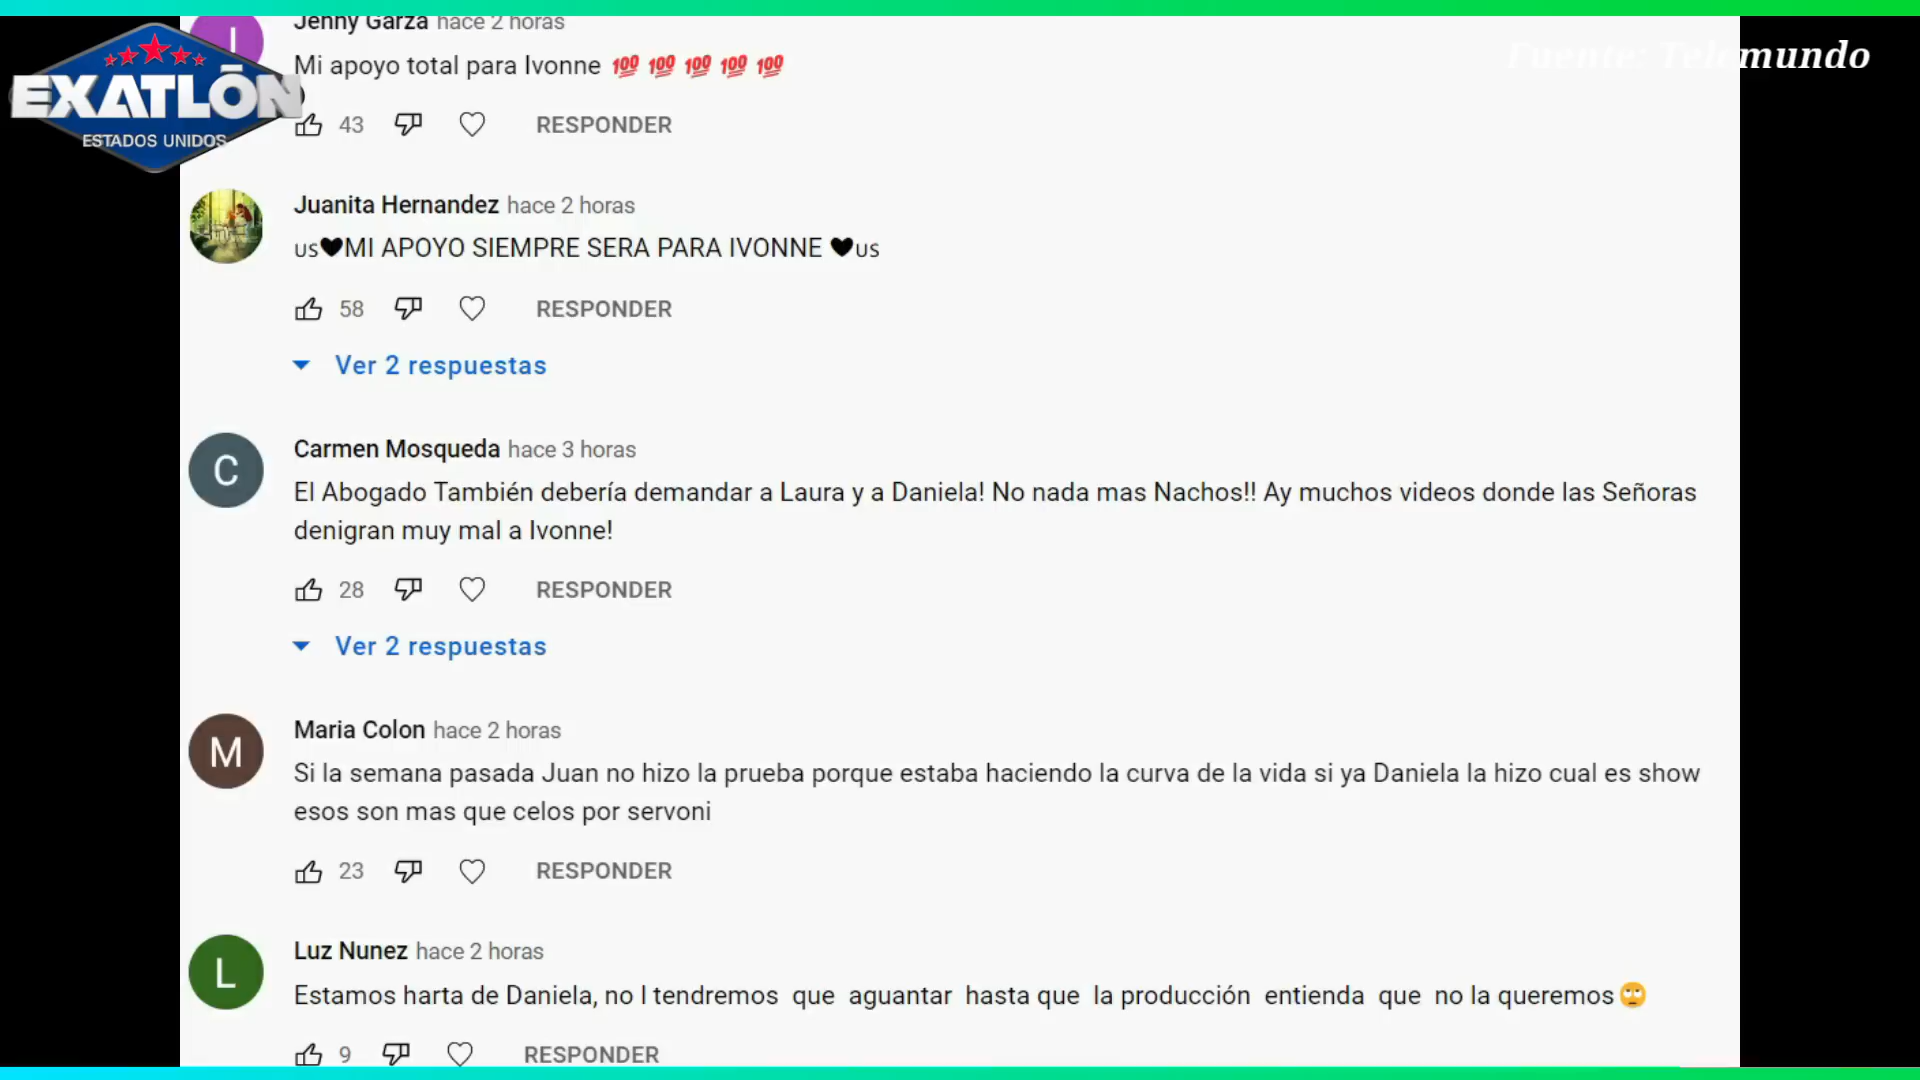 Jenny Garza hace 2 horas
Mi apoyo total para Ivonne 💯 💯 💯 💯 💯
EXATLÓN
ESTADOS UNIDOS
Fuente: Telemundo
43 RESPONDER
Juanita Hernandez hace 2 horas
us🖤MI APOYO SIEMPRE SERA PARA IVONNE 🖤us
58 RESPONDER
Ver 2 respuestas
C
Carmen Mosqueda hace 3 horas
El Abogado También debería demandar a Laura y a Daniela! No nada mas Nachos!! Ay muchos videos donde las Señoras
denigran muy mal a Ivonne!
28 RESPONDER
Ver 2 respuestas
M
Maria Colon hace 2 horas
Si la semana pasada Juan no hizo la prueba porque estaba haciendo la curva de la vida si ya Daniela la hizo cual es show
esos son mas que celos por servoni
23 RESPONDER
L
Luz Nunez hace 2 horas
Estamos harta de Daniela, no l tendremos que aguantar hasta que la producción entienda que no la queremos🙄
9 RESPONDER